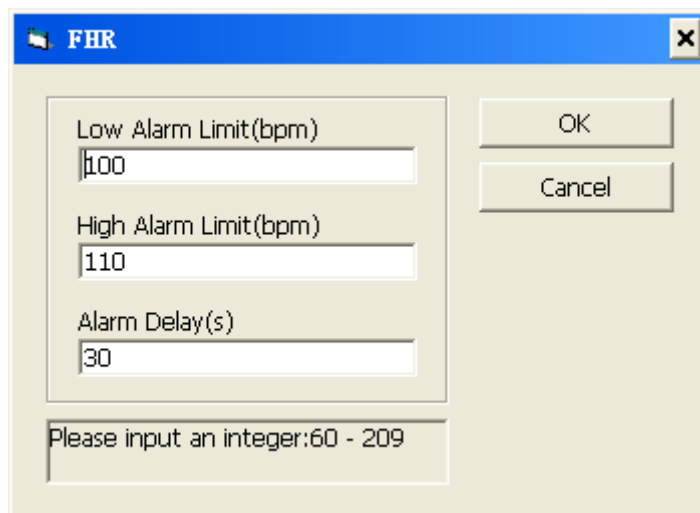 FHR
Low Alarm Limit(bpm)
100
High Alarm Limit(bpm)
110
Alarm Delay(s)
30
OK
Cancel
Please input an integer:60 - 209